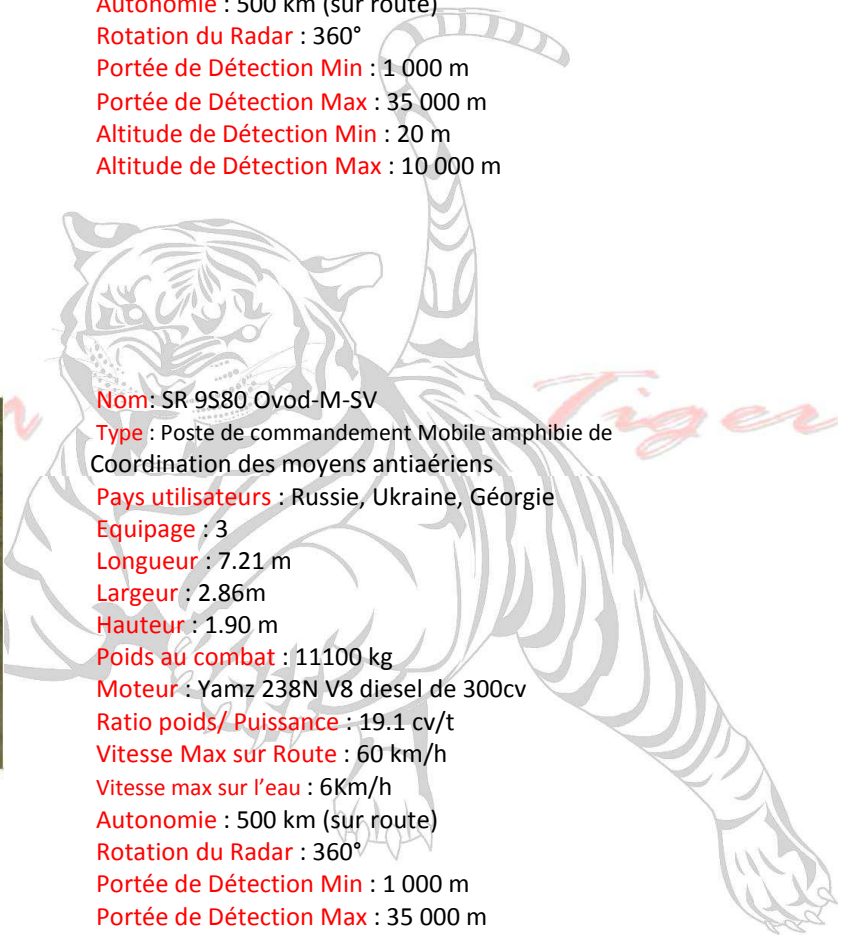 Autonomie : 500 km (sur route)
Rotation du Radar : 360°
Portée de Détection Min : 1 000 m
Portée de Détection Max : 35 000 m
Altitude de Détection Min : 20 m
Altitude de Détection Max : 10 000 m
Tiger
Nom: SR 9S80 Ovod-M-SV
Type : Poste de commandement Mobile amphibie de
Coordination des moyens antiaériens
Pays utilisateurs : Russie, Ukraine, Géorgie
Equipage : 3
Longueur : 7.21 m
Largeur : 2.86m
Hauteur : 1.90 m
Poids au combat : 11100 kg
Moteur : Yamz 238N V8 diesel de 300cv
Ratio poids/ Puissance : 19.1 cv/t
Vitesse Max sur Route : 60 km/h
Vitesse max sur l’eau : 6Km/h
Autonomie : 500 km (sur route)
Rotation du Radar : 360°
Portée de Détection Min : 1 000 m
Portée de Détection Max : 35 000 m